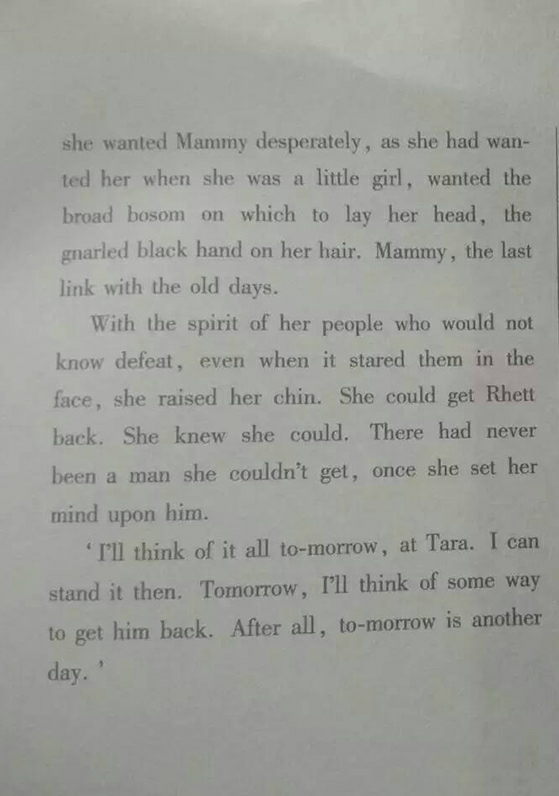 she wanted Mammy desperately, as she had wan-
ted her when she was a little girl, wanted the
broad bosom on which to lay her head, the
gnarled black hand on her hair. Mammy, the last
link with the old days.
With the spirit of her people who would not
know defeat, even when it stared them in the
face, she raised her chin. She could get Rhett
back. She knew she could. There had never
been a man she couldn't get, once she set her
mind upon him.
‘I'll think of it all to-morrow, at Tara. I can
stand it then. Tomorrow, I'll think of some way
to get him back. After all, to-morrow is another
day.’